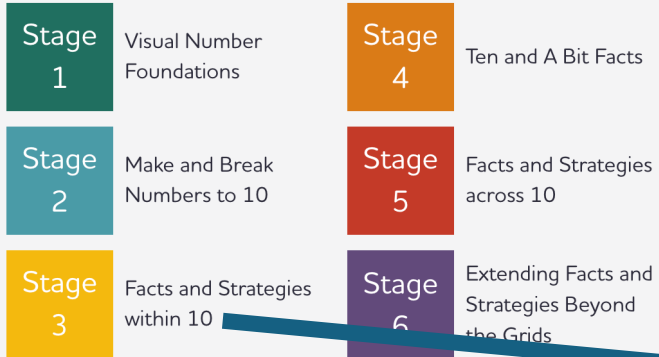 Stage
1
Visual Number
Foundations
Stage
2
Make and Break
Numbers to 10
Stage
3
Facts and Strategies
within 10
Stage
4
Ten and A Bit Facts
Stage
5
Facts and Strategies
across 10
Stage
6
Extending Facts and
Strategies Beyond
the Grids